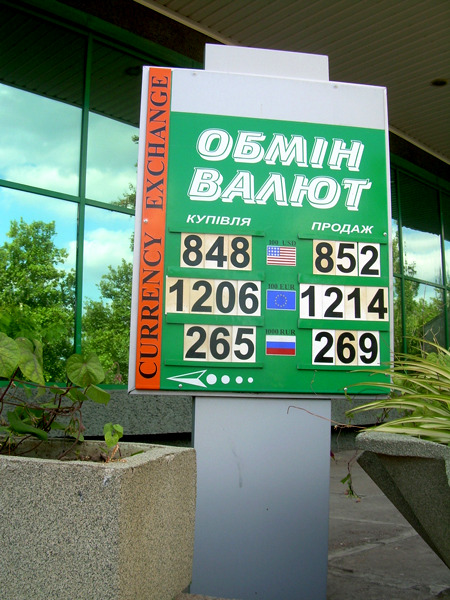 CURRENCY EXCHANGE
ОБМІН
ВАЛЮТ
КУПІВЛЯ ПРОДАЖ
848 100 USD 852
1206 100 EUR 1214
265 1000 RUR 269